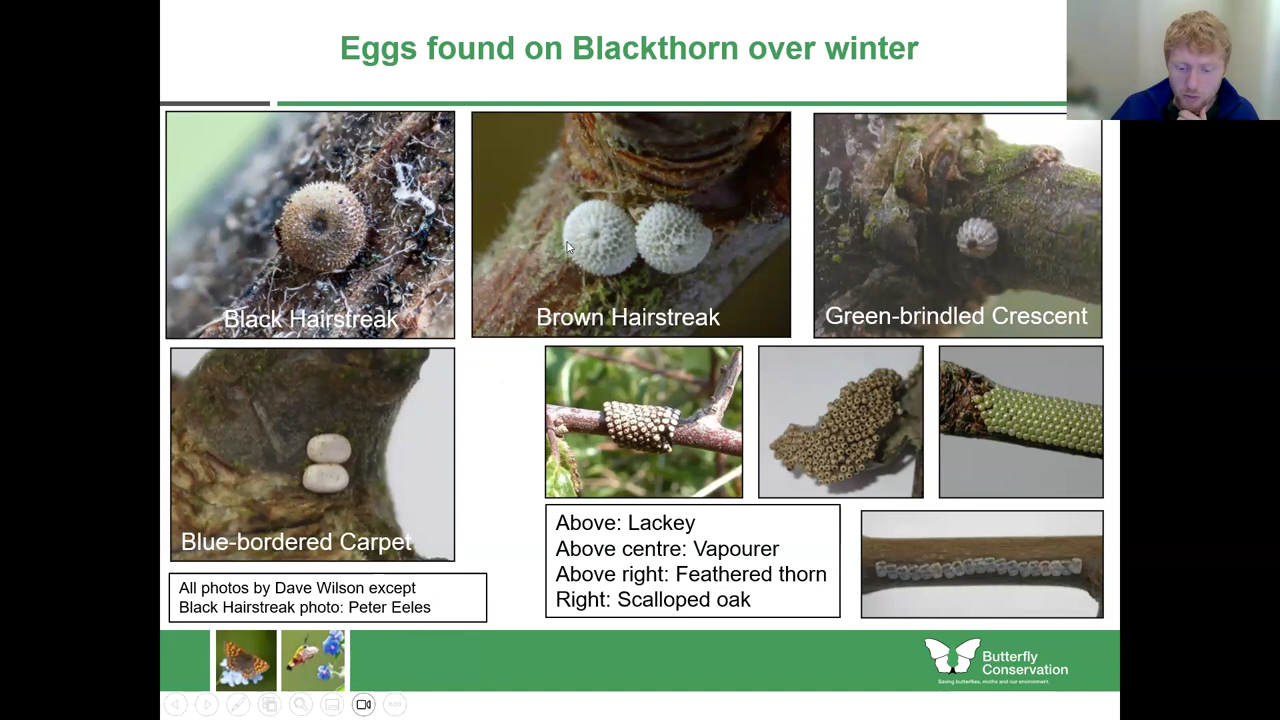 Eggs found on Blackthorn over winter
Black Hairstreak
Brown Hairstreak
Green-brindled Crescent
Blue-bordered Carpet
All photos by Dave Wilson except
Black Hairstreak photo: Peter Eeles
Above: Lackey
Above centre: Vapourer
Above right: Feathered thorn
Right: Scalloped oak
Butterfly
Conservation
Saving butterflies, moths and our environment